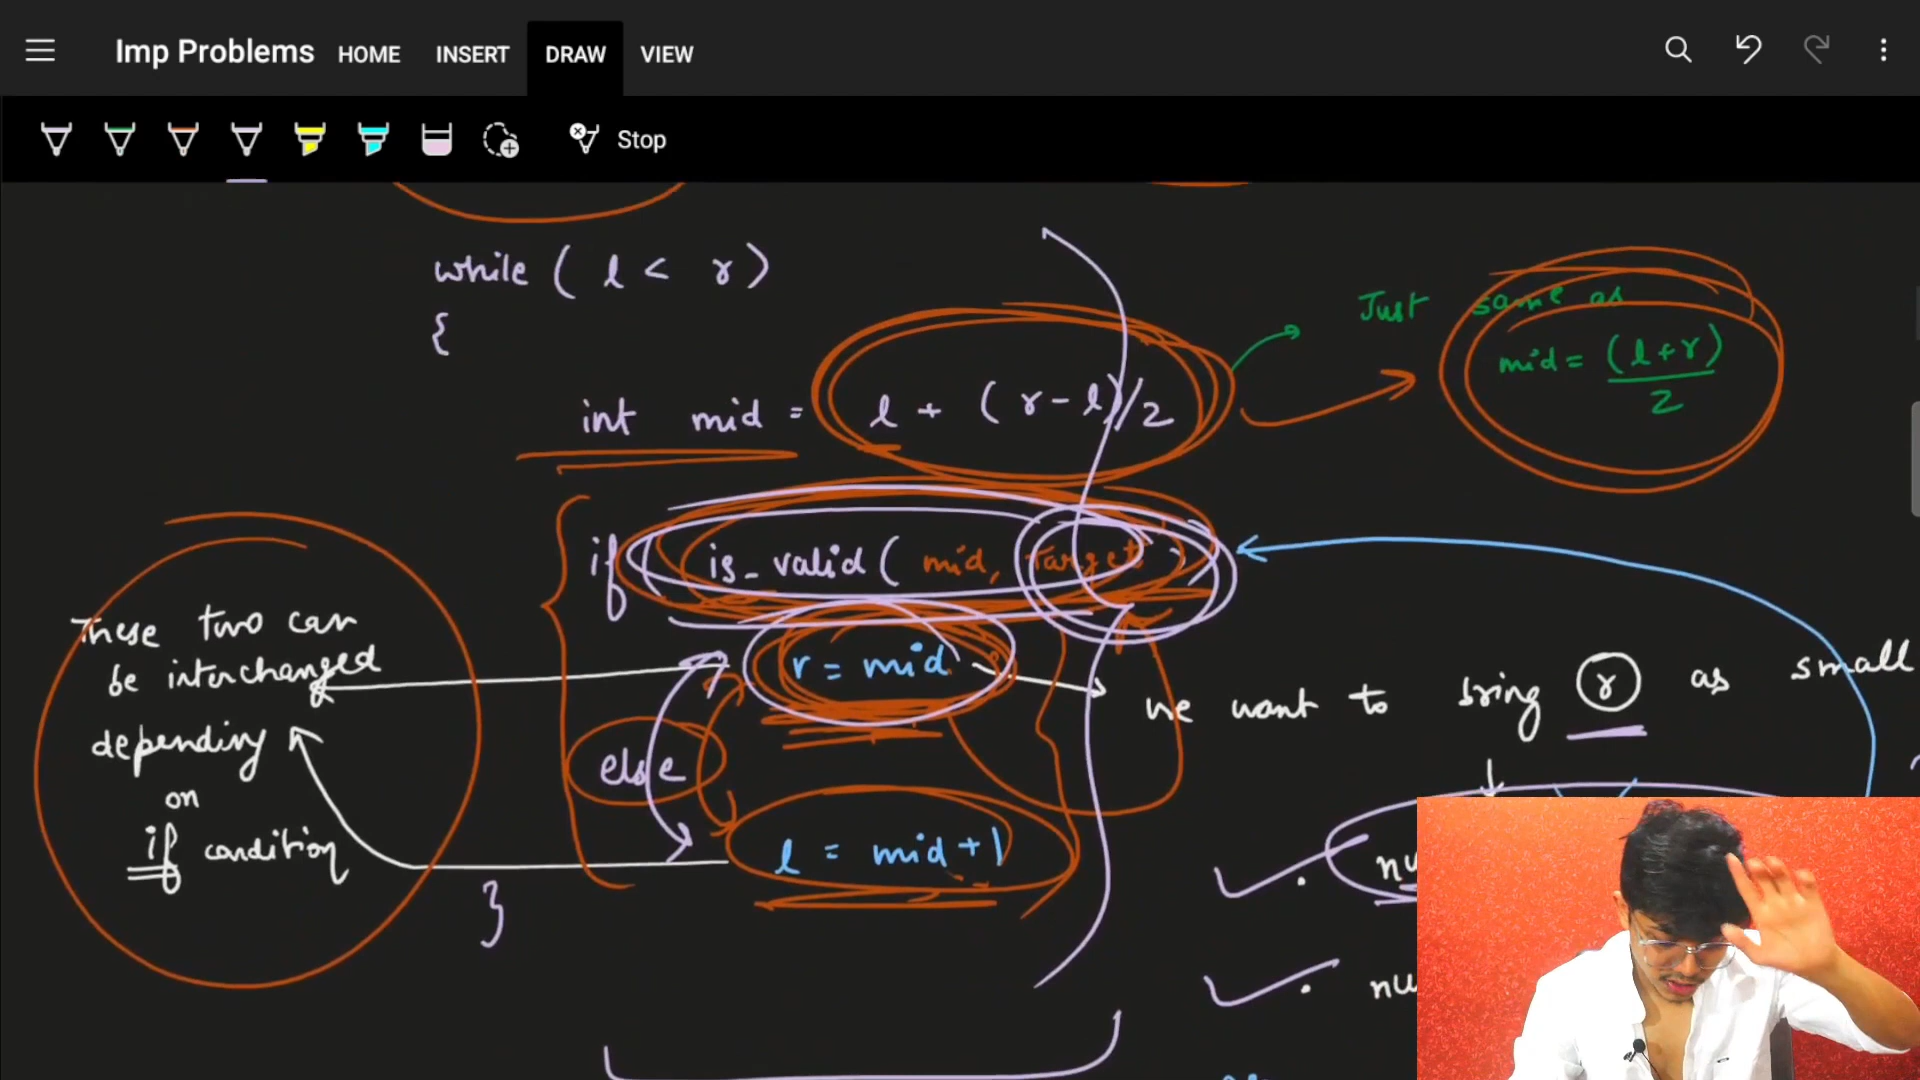 Imp Problems HOME INSERT DRAW VIEW
Stop
while ( l < r )
{
Just same as
mid = (l+r)
2
int mid = l + ( r - l )/2
if is_valid ( mid, target )
These two can
be interchanged
depending
on
if condition
r = mid
we want to bring r as small
else
l = mid + 1
}